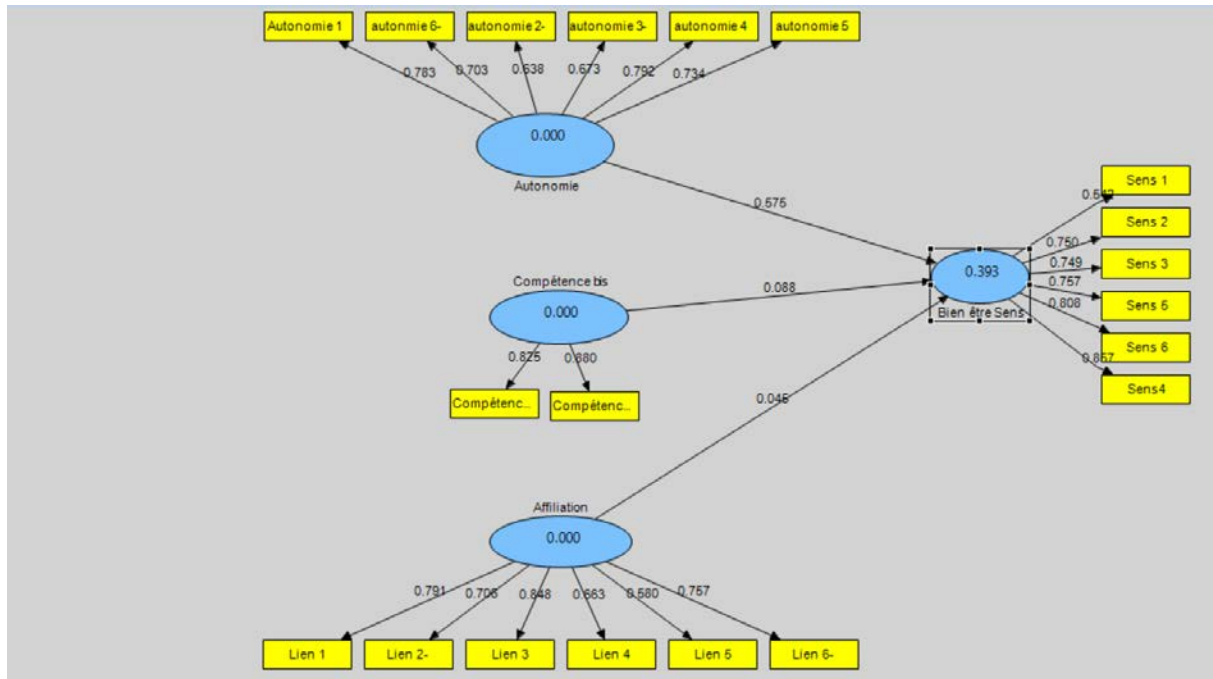 Autonomie 1
autonmie 6-
autonomie 2-
autonomie 3-
autonomie 4
autonomie 5
0.783
0.703
0.638
0.673
0.792
0.734
0.000
Autonomie
0.575
Sens 1
0.542
Sens 2
0.750
Sens 3
0.749
0.757
Sens 5
0.808
Sens 6
0.857
Sens4
0.393
Bien être Sens
Compétence bis
0.000
0.088
0.825
0.880
Compétenc...
Compétenc...
0.045
Affiliation
0.000
0.791
0.706
0.848
0.663
0.580
0.757
Lien 1
Lien 2-
Lien 3
Lien 4
Lien 5
Lien 6-